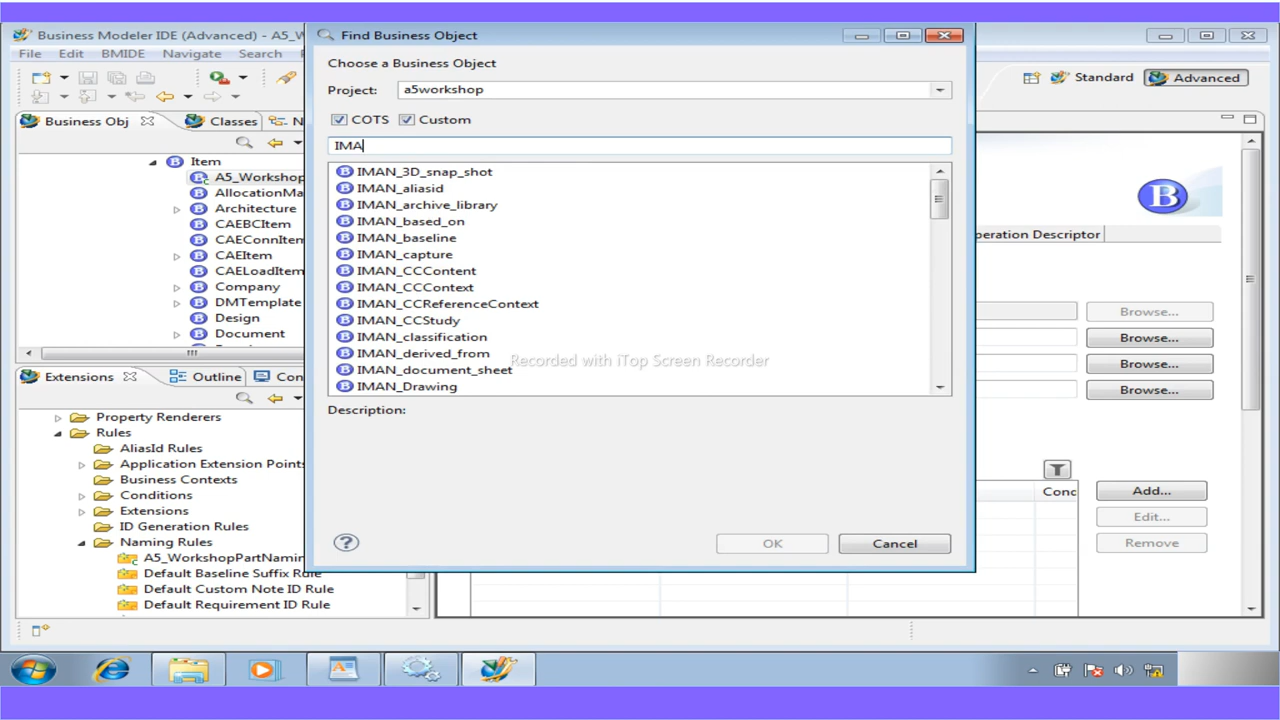 Business Modeler IDE (Advanced) - A5_W
File Edit BMIDE Navigate Search
Business Obj
Classes
N
Item
A5_Workshop
AllocationMa
Architecture
CAEBCItem
CAEConnItem
CAEItem
CAELoadItem
Company
DMTemplate
Design
Document
Extensions
Outline
Con
Property Renderers
Rules
AliasId Rules
Application Extension Points
Business Contexts
Conditions
Extensions
ID Generation Rules
Naming Rules
A5_WorkshopPartNamin
Default Baseline Suffix Rule
Default Custom Note ID Rule
Default Requirement ID Rule
Find Business Object
Choose a Business Object
Project:
a5workshop
COTS
Custom
IMA
IMAN_3D_snap_shot
IMAN_aliasid
IMAN_archive_library
IMAN_based_on
IMAN_baseline
IMAN_capture
IMAN_CCContent
IMAN_CCContext
IMAN_CCReferenceContext
IMAN_CCStudy
IMAN_classification
IMAN_derived_from
IMAN_document_sheet
IMAN_Drawing
Recorded with iTop Screen Recorder
Description:
OK
Cancel
Standard
Advanced
peration Descriptor
Browse...
Browse...
Browse...
Browse...
Conc
Add...
Edit...
Remove